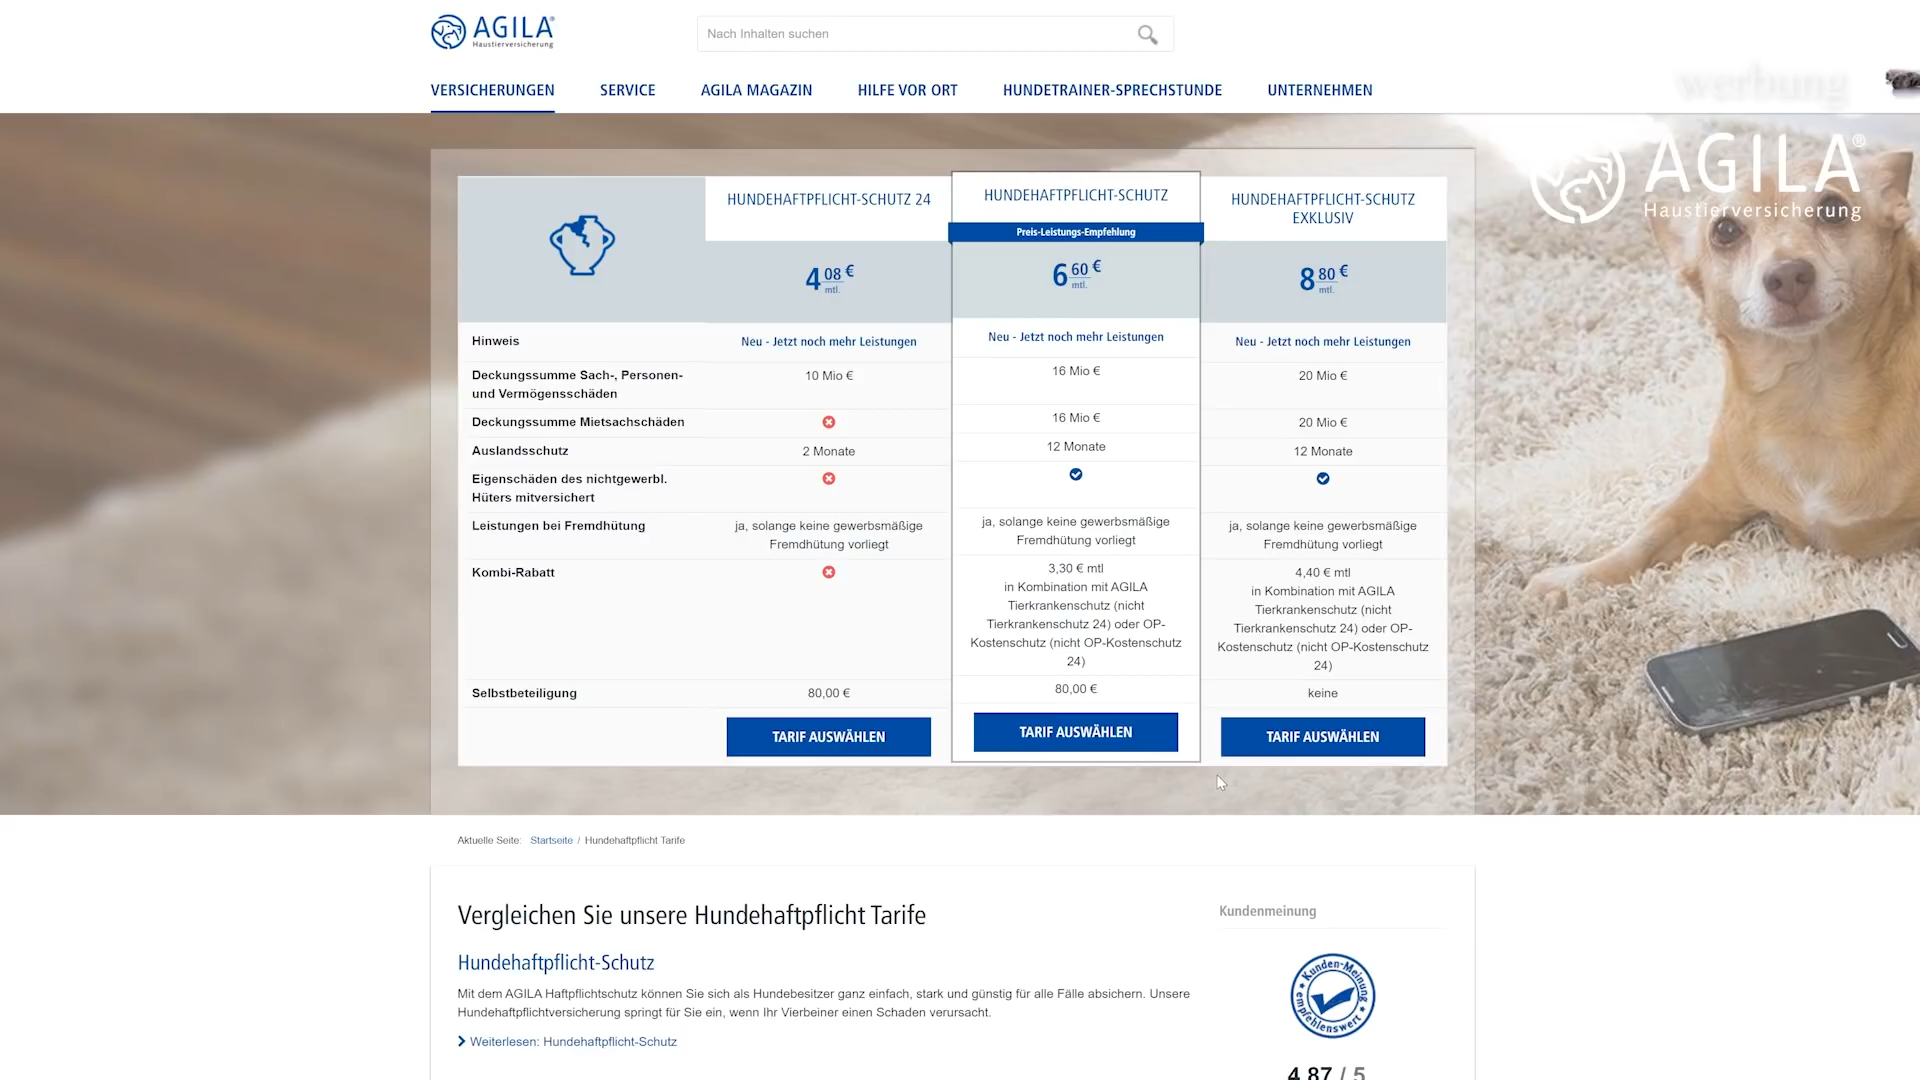 AGILA®
Haustierversicherung
Nach Inhalten suchen
VERSICHERUNGEN
SERVICE
AGILA MAGAZIN
HILFE VOR ORT
HUNDETRAINER-SPRECHSTUNDE
UNTERNEHMEN
werbung
AGILA®
Haustierversicherung
HUNDEHAFTPFLICHT-SCHUTZ 24
HUNDEHAFTPFLICHT-SCHUTZ
HUNDEHAFTPFLICHT-SCHUTZ
EXKLUSIV
Preis-Leistungs-Empfehlung
4 08 €
mtl.
6 60 €
mtl.
8 80 €
mtl.
Hinweis
Neu - Jetzt noch mehr Leistungen
Neu - Jetzt noch mehr Leistungen
Neu - Jetzt noch mehr Leistungen
Deckungssumme Sach-, Personen-
und Vermögensschäden
10 Mio €
16 Mio €
20 Mio €
Deckungssumme Mietsachschäden
16 Mio €
20 Mio €
Auslandsschutz
2 Monate
12 Monate
12 Monate
Eigenschäden des nichtgewerbl.
Hüters mitversichert
Leistungen bei Fremdhütung
ja, solange keine gewerbsmäßige
Fremdhütung vorliegt
ja, solange keine gewerbsmäßige
Fremdhütung vorliegt
ja, solange keine gewerbsmäßige
Fremdhütung vorliegt
Kombi-Rabatt
3,30 € mtl
in Kombination mit AGILA
Tierkrankenschutz (nicht
Tierkrankenschutz 24) oder OP-
Kostenschutz (nicht OP-Kostenschutz
24)
4,40 € mtl
in Kombination mit AGILA
Tierkrankenschutz (nicht
Tierkrankenschutz 24) oder OP-
Kostenschutz (nicht OP-Kostenschutz
24)
Selbstbeteiligung
80,00 €
80,00 €
keine
TARIF AUSWÄHLEN
TARIF AUSWÄHLEN
TARIF AUSWÄHLEN
Aktuelle Seite: Startseite / Hundehaftpflicht Tarife
Vergleichen Sie unsere Hundehaftpflicht Tarife
Hundehaftpflicht-Schutz
Mit dem AGILA Haftpflichtschutz können Sie sich als Hundebesitzer ganz einfach, stark und günstig für alle Fälle absichern. Unsere
Hundehaftpflichtversicherung springt für Sie ein, wenn Ihr Vierbeiner einen Schaden verursacht.
Weiterlesen: Hundehaftpflicht-Schutz
Kundenmeinung
Kunden-Meinung
empfehlenswert
4.87 / 5